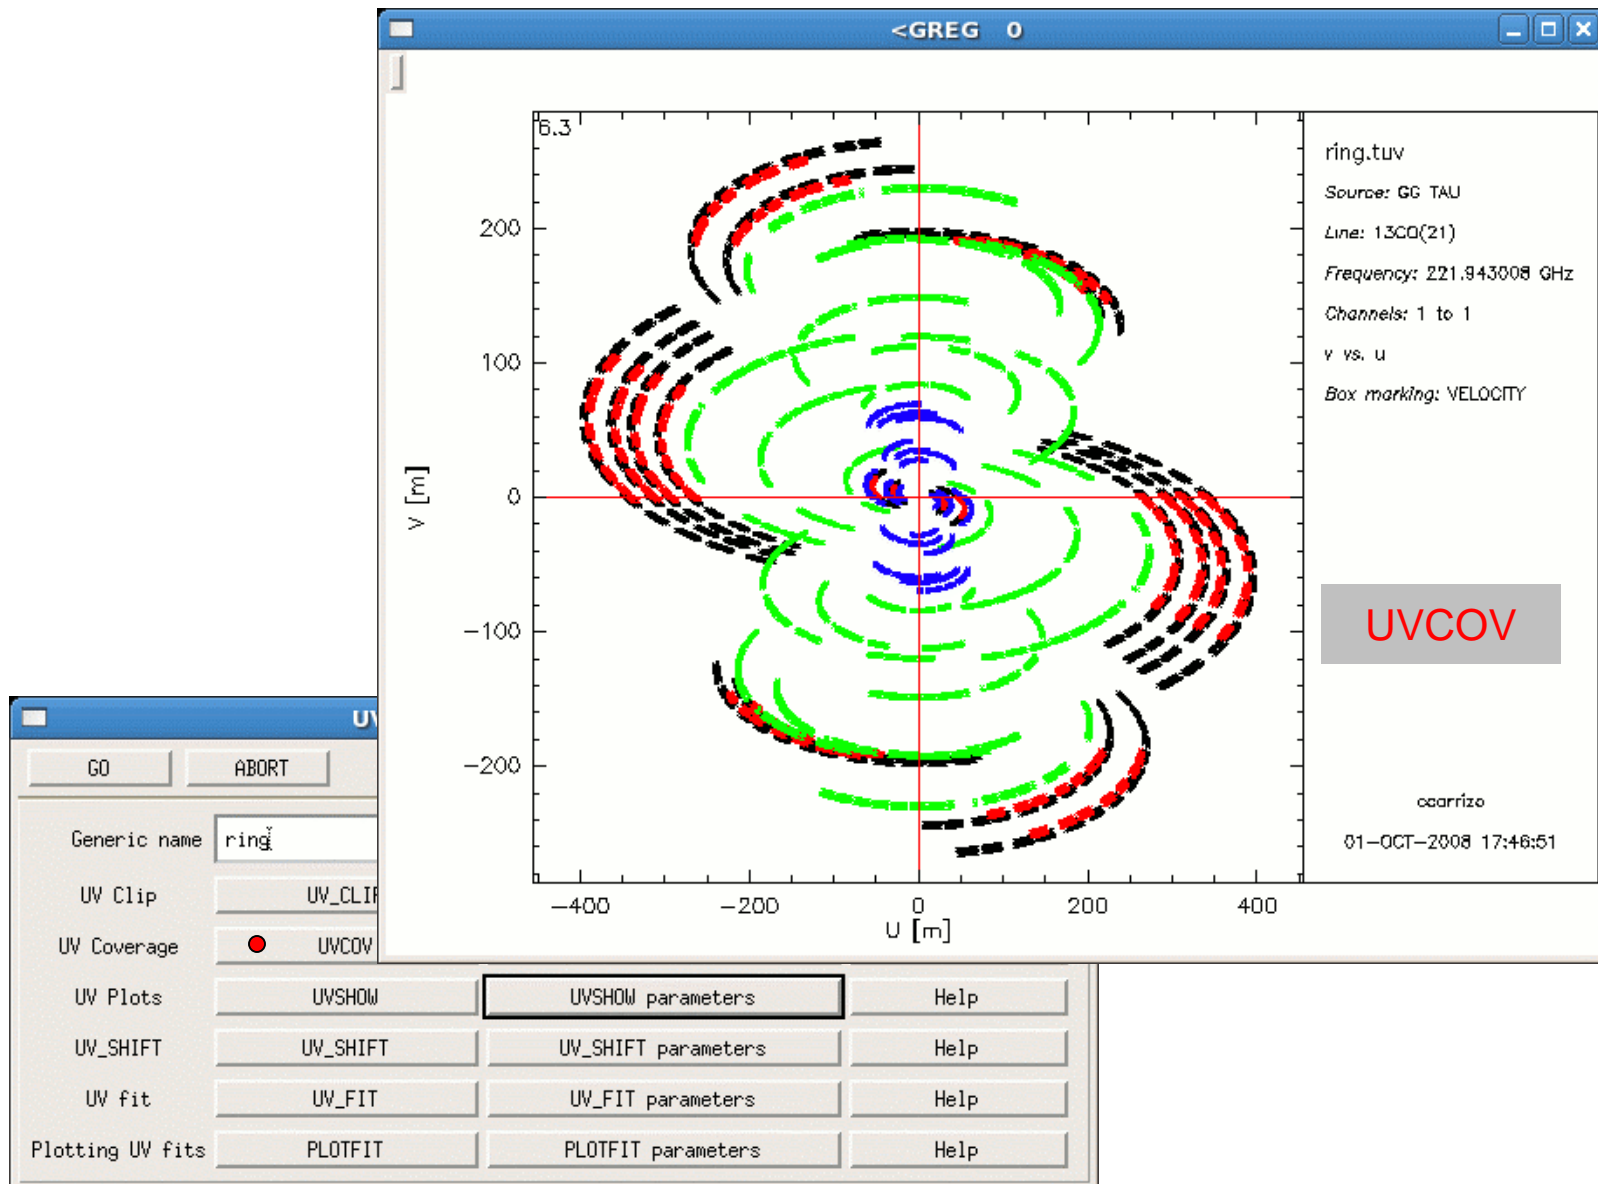 <GREG 0
6.3
200
100
0
-100
-200
V [m]
-400
-200
0
200
400
U [m]
ring.tuv
Source: GG TAU
Line: 13CO(21)
Frequency: 221.943008 GHz
Channels: 1 to 1
v vs. u
Box marking: VELOCITY
UVCOV
ccarrizo
01-OCT-2008 17:46:51
GO ABORT
Generic name ring
UV Clip UV_CLI
UV Coverage UVCOV
UV Plots UVSHOW UVSHOW parameters Help
UV_SHIFT UV_SHIFT UV_SHIFT parameters Help
UV fit UV_FIT UV_FIT parameters Help
Plotting UV fits PLOTFIT PLOTFIT parameters Help